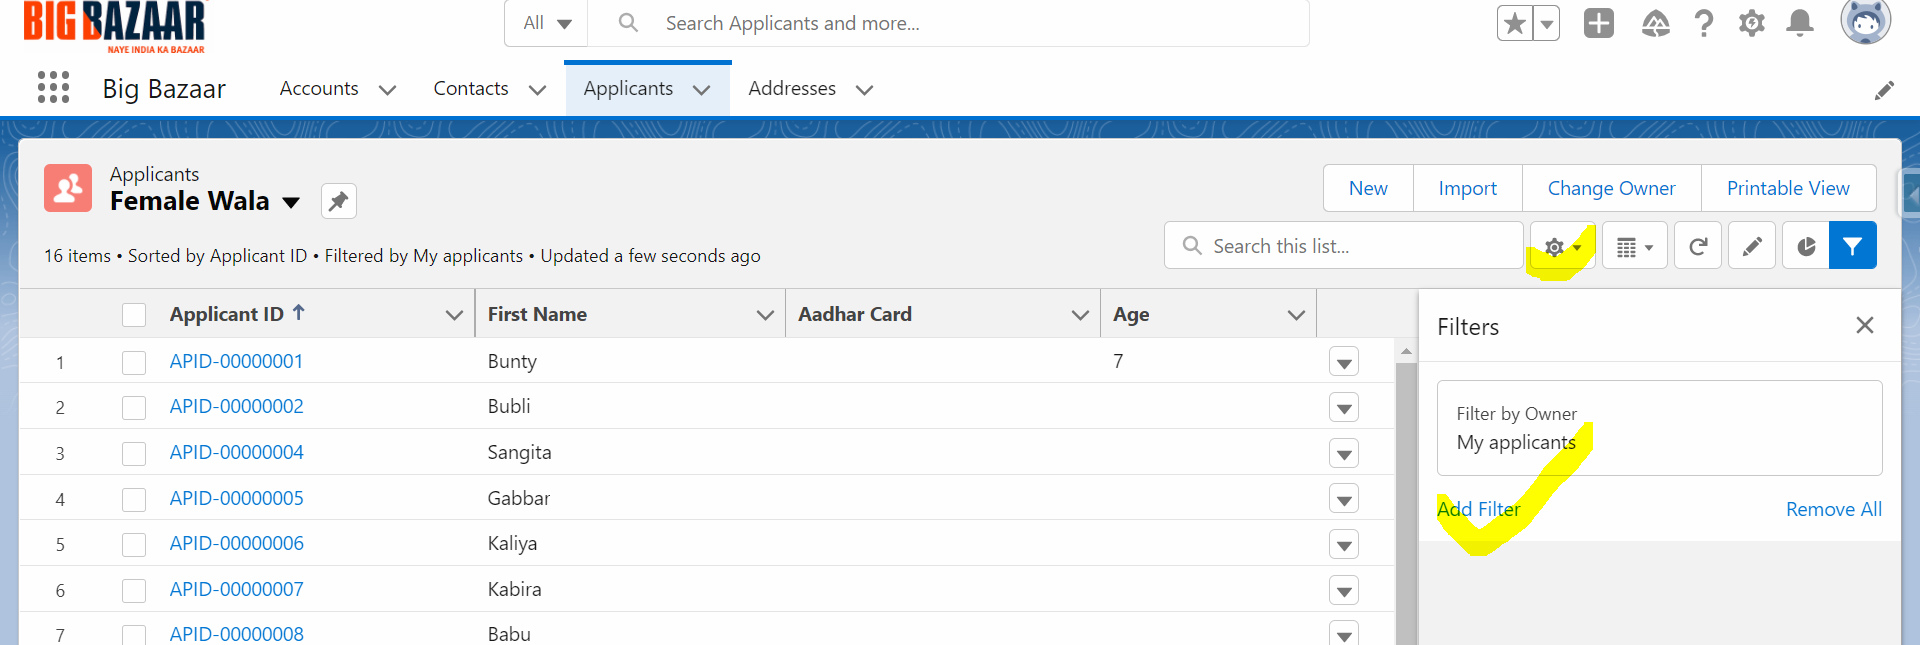 BIG BAZAAR
NAYE INDIA KA BAZAAR
All
Search Applicants and more...
Big Bazaar
Accounts
Contacts
Applicants
Addresses
Applicants
Female Wala
New
Import
Change Owner
Printable View
16 items • Sorted by Applicant ID • Filtered by My applicants • Updated a few seconds ago
Search this list...
Applicant ID First Name Aadhar Card Age
1 APID-00000001 Bunty 7
2 APID-00000002 Bubli
3 APID-00000004 Sangita
4 APID-00000005 Gabbar
5 APID-00000006 Kaliya
6 APID-00000007 Kabira
7 APID-00000008 Babu
Filters
Filter by Owner
My applicants
Add Filter
Remove All